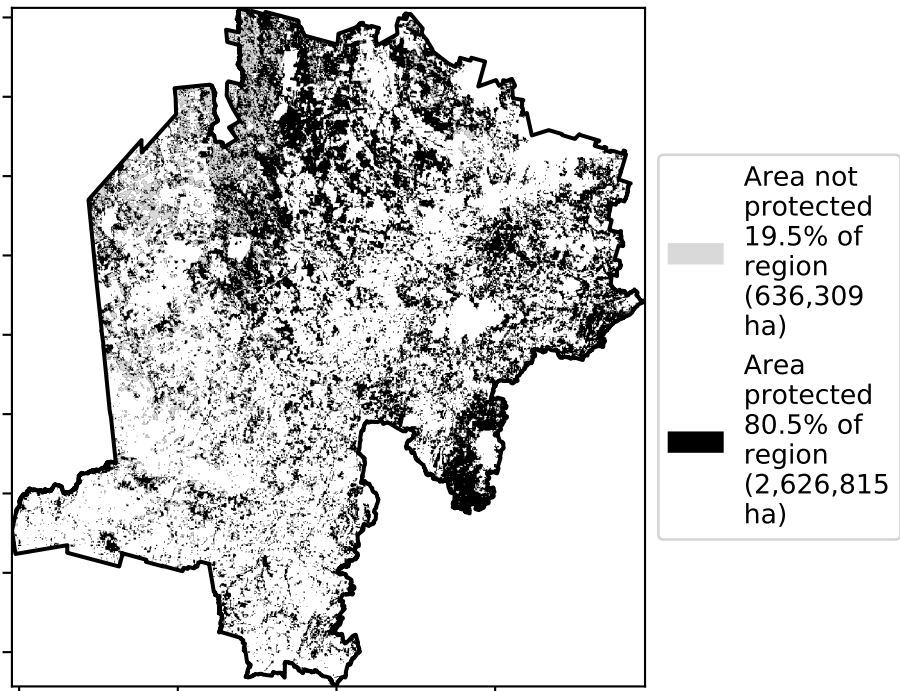 Area not
protected
19.5% of
region
(636,309
ha)
Area
protected
80.5% of
region
(2,626,815
ha)